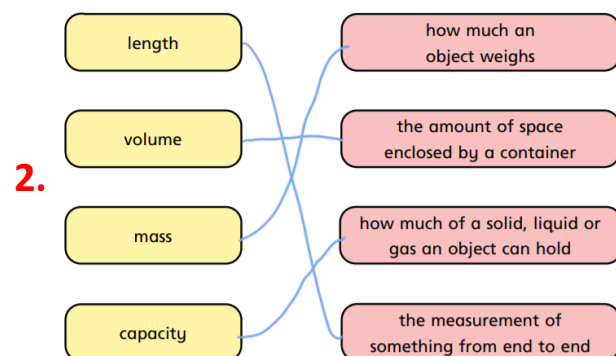 length
how much an
object weighs
volume
the amount of space
enclosed by a container
2.
mass
how much of a solid, liquid or
gas an object can hold
capacity
the measurement of
something from end to end